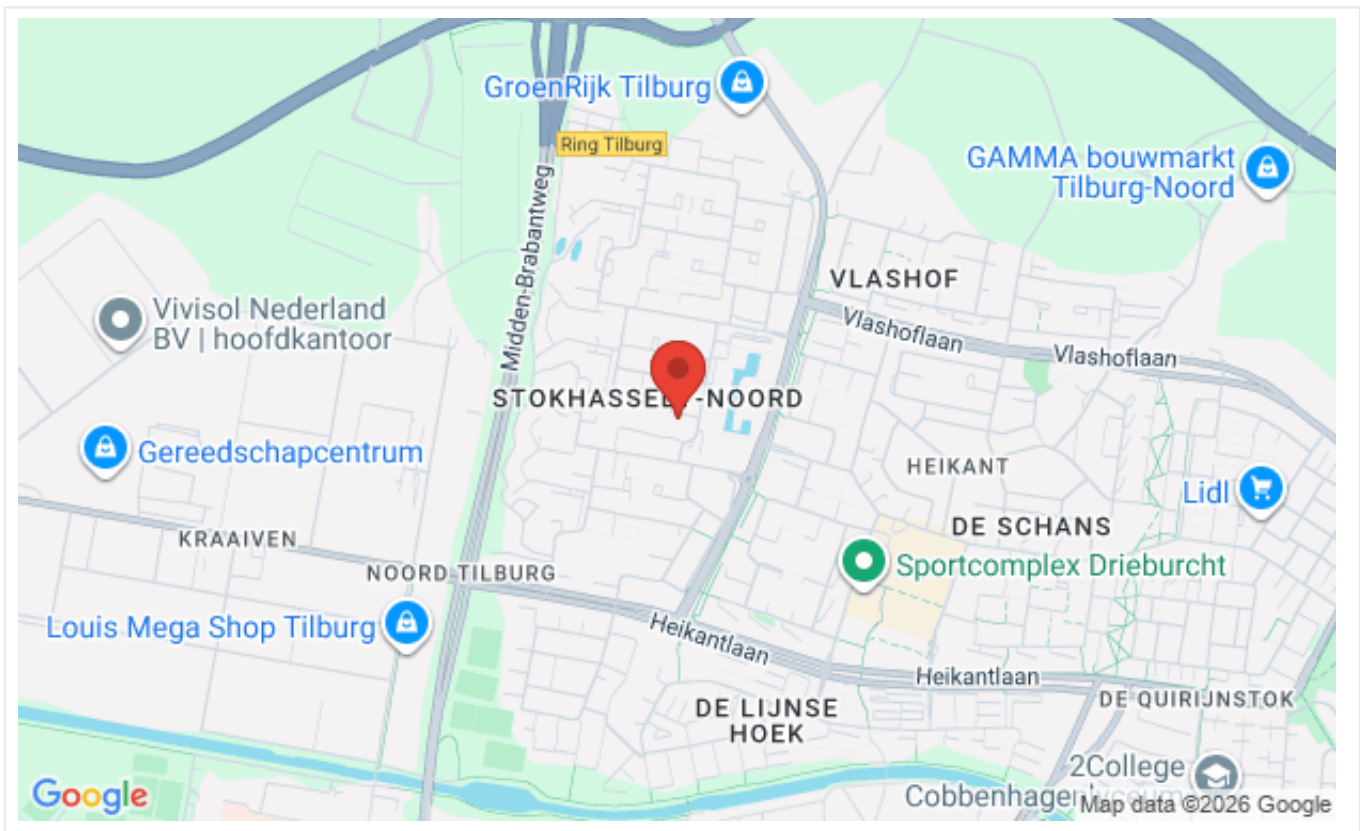 GroenRijk Tilburg
Ring Tilburg
GAMMA bouwmarkt
Tilburg-Noord
Midden-Brabantweg
VLASHOF
Vivisol Nederland
BV | hoofdkantoor
Vlashoflaan
Vlashoflaan
STOKHASSELT-NOORD
Gereedschapcentrum
HEIKANT
Lidl
DE SCHANS
KRAAIVEN
NOORD TILBURG
Sportcomplex Drieburcht
Louis Mega Shop Tilburg
Heikantlaan
Heikantlaan
DE QUIRIJNSTOK
DE LIJNSE
HOEK
2College
Cobbenhagenlyceum
Google
Map data ©2026 Google